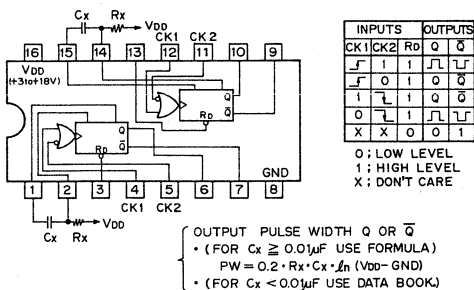 Cx Rx VDD
CK1 CK2
16 15 14 13 12 11 10 9
VDD
(+3to+18V)
Q
RD Q̅
Q
RD Q̅
GND
1 2 3 4 5 6 7 8
CK1 CK2
Cx Rx VDD
INPUTS OUTPUTS
CK1 CK2 RD Q Q̅
1 1
0 1 Q Q̅
1 1 Q Q̅
0 1
X X 0 0 1
0 ; LOW LEVEL
1 ; HIGH LEVEL
X ; DON'T CARE
OUTPUT PULSE WIDTH Q OR Q̅
• (FOR Cx ≧ 0.01µF USE FORMULA)
PW = 0.2 · Rx · Cx · ℓn (VDD-GND)
• (FOR Cx < 0.01µF USE DATA BOOK)